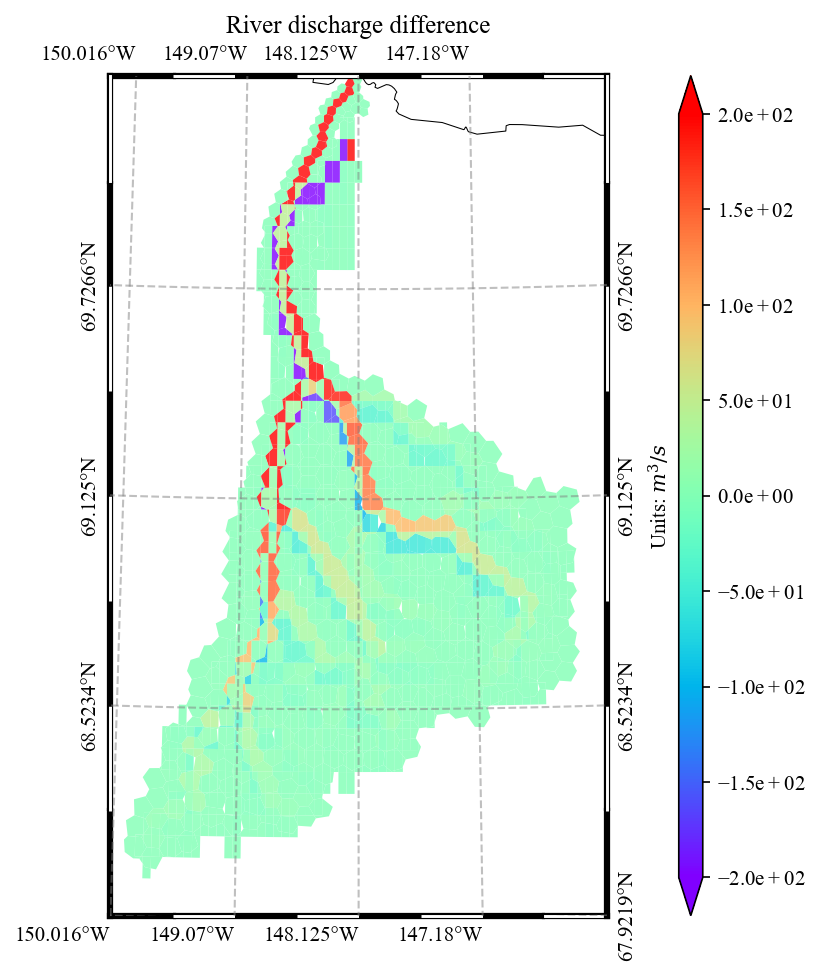 River discharge difference
150.016°W 149.07°W 148.125°W 147.18°W
2.0e+02
1.5e+02
69.7266°N 69.7266°N
1.0e+02
5.0e+01
69.125°N 69.125°N
Units: m³/s
0.0e+00
−5.0e+01
68.5234°N 68.5234°N
−1.0e+02
−1.5e+02
−2.0e+02
67.9219°N
150.016°W 149.07°W 148.125°W 147.18°W